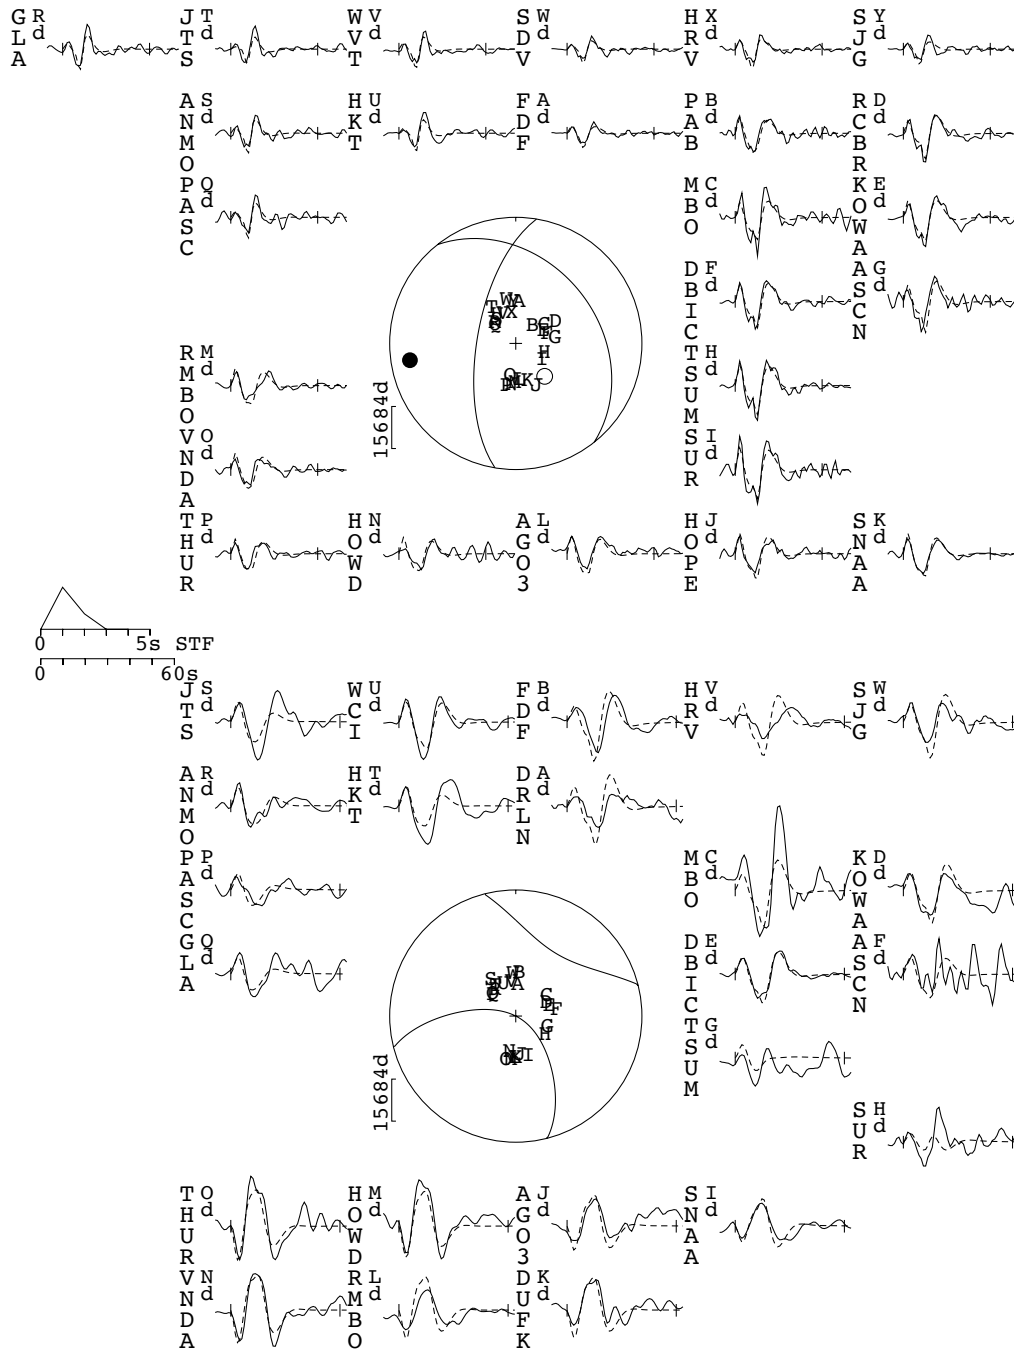 GLA R d
JTS T d
WVT V d
SDV W d
HRV X d
SJG Y d
ANMO S d
HKT U d
FDF A d
PAB B d
RCBR D d
PASC Q d
MBO C d
KOWA E d
DBIC F d
ASCN G d
RMBO M d
TSUM H d
VNDA O d
SUR I d
THUR P d
HOWD N d
AGO3 L d
HOPE J d
SNAA K d
15684d
0 5s STF
0 60s
JTS S d
WCI U d
FDF B d
HRV V d
SJG W d
ANMO R d
HKT T d
DRLN A d
PASC P d
MBO C d
KOWA D d
GLA Q d
DBIC E d
ASCN F d
TSUM G d
15684d
SUR H d
THUR O d
HOWD M d
AGO3 J d
SNAA I d
VNDA N d
RMBO L d
DUFK K d